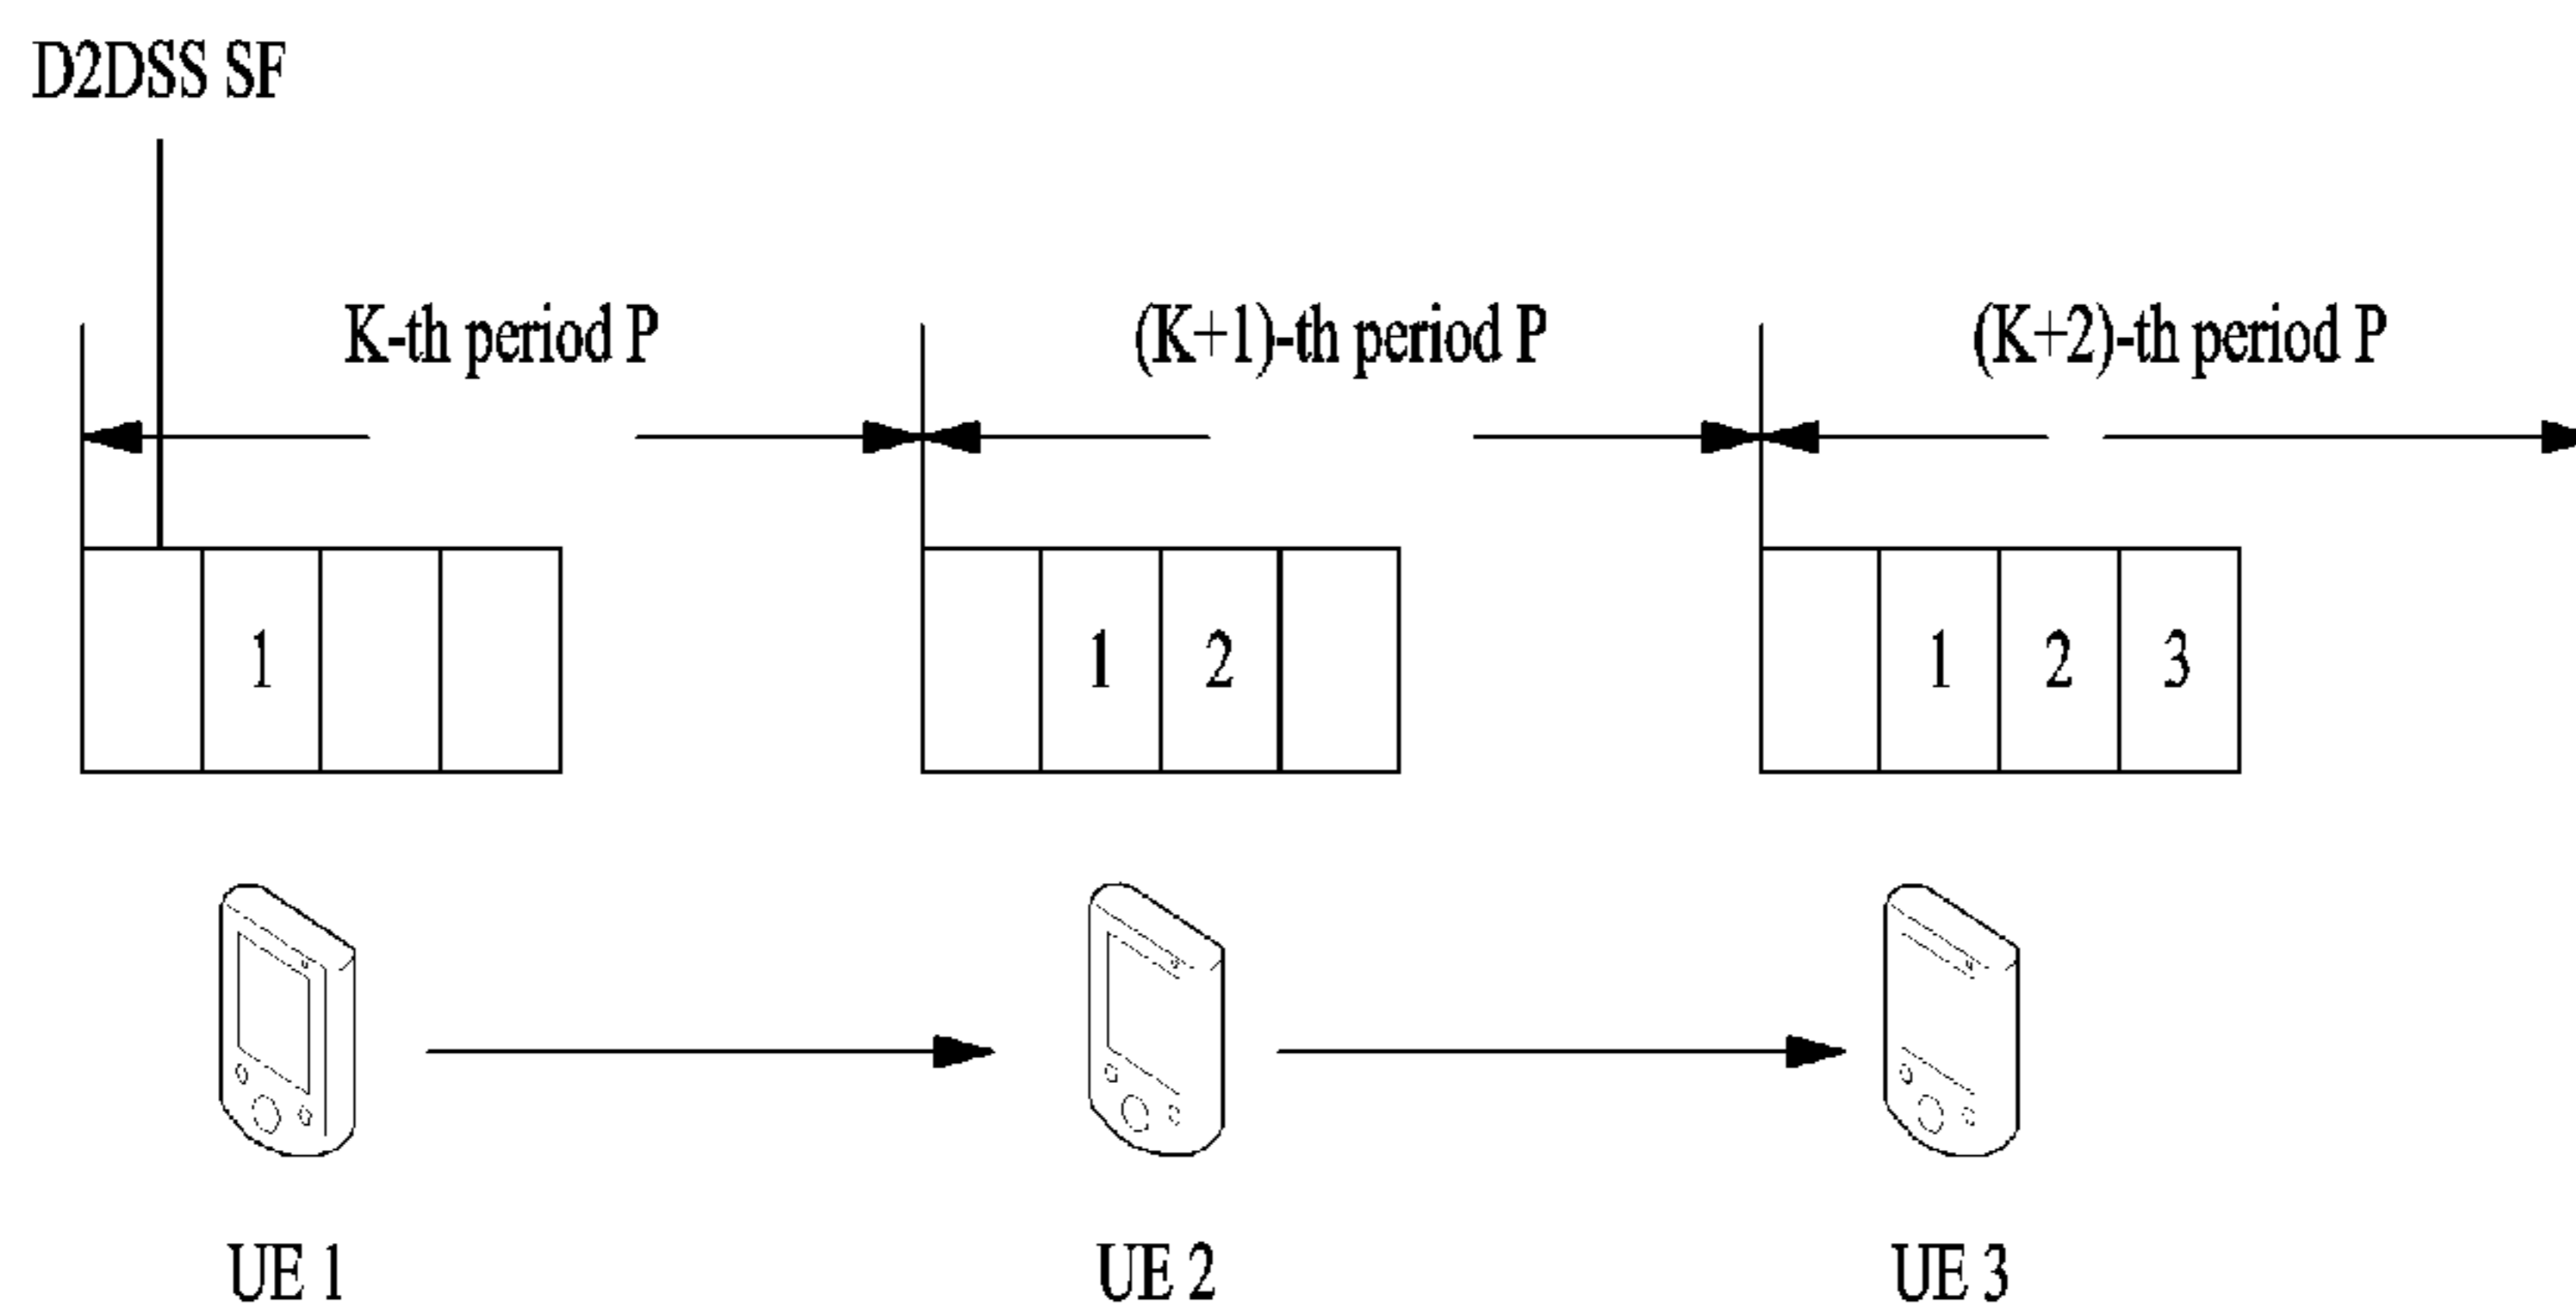 D2DSS SF
K-th period P
(K+1)-th period P
(K+2)-th period P
1
1 2
1 2 3
UE 1
UE 2
UE 3